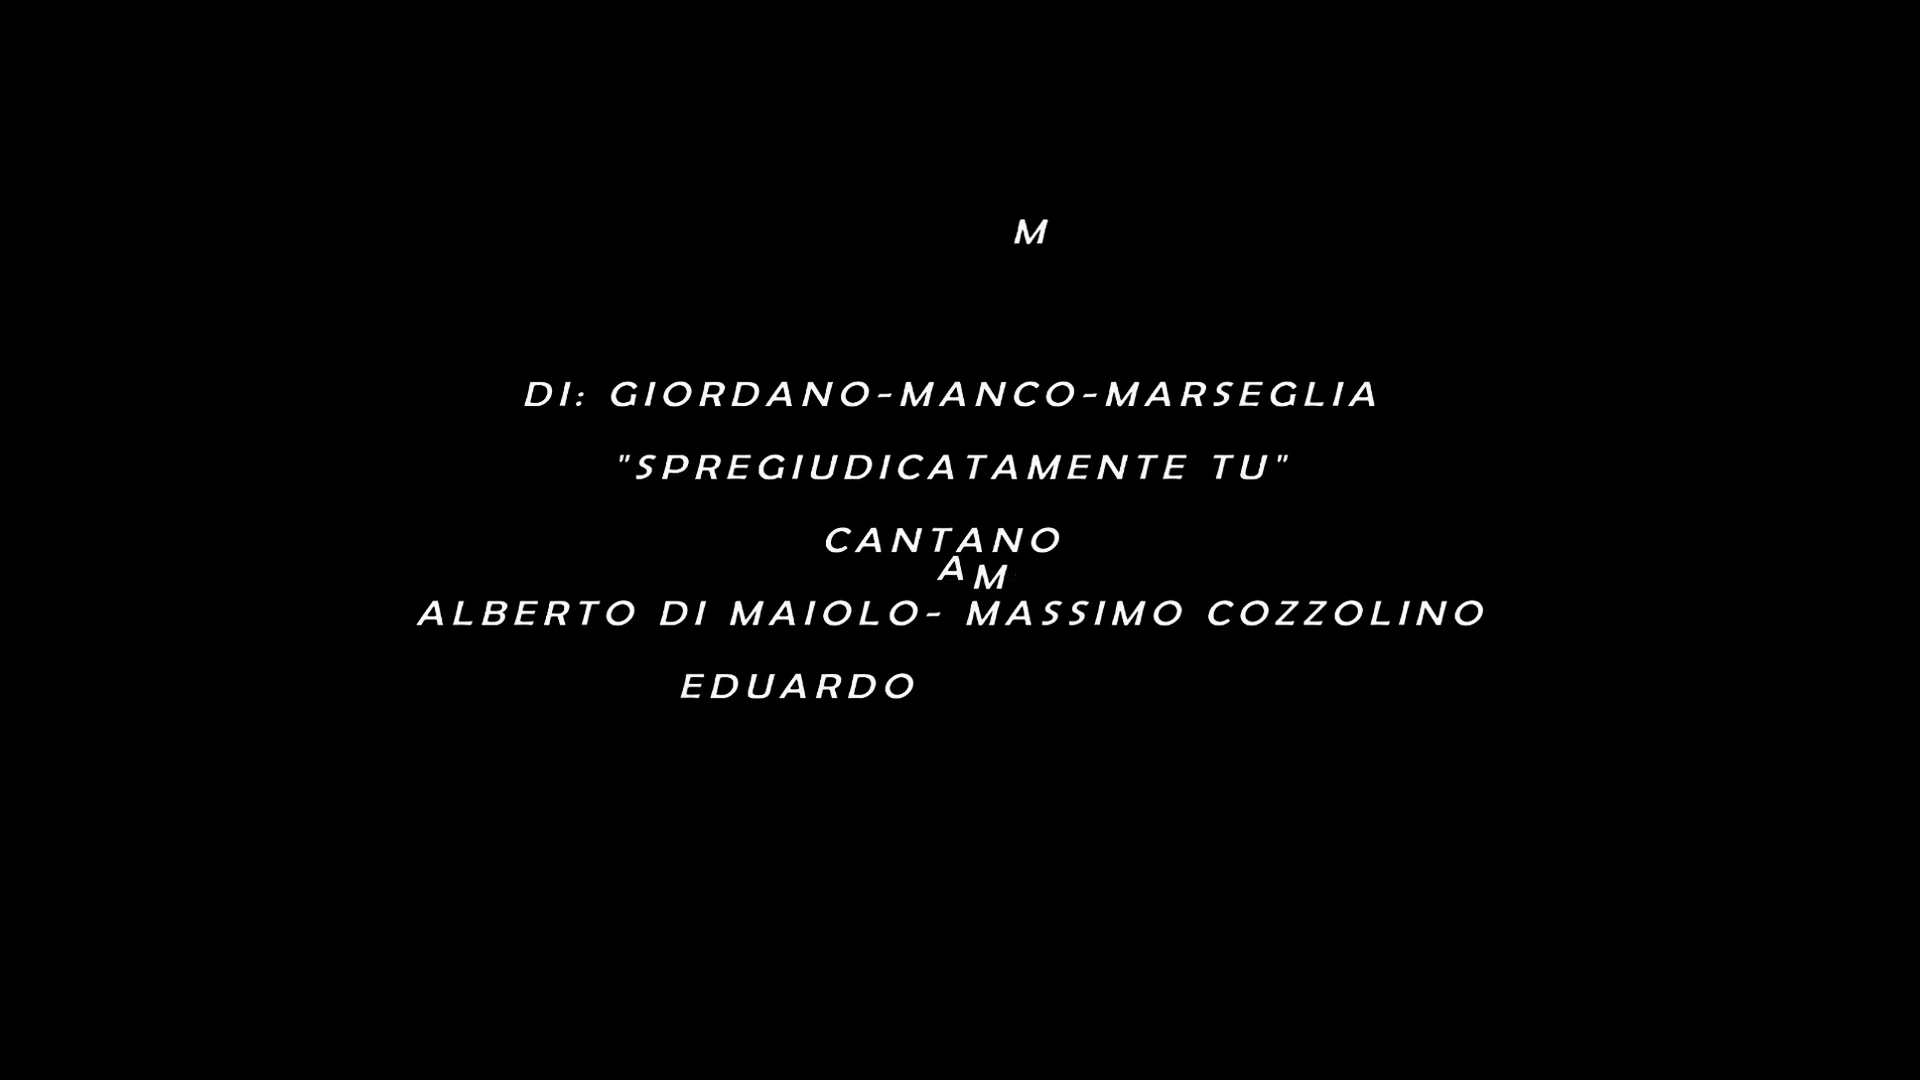 M
DI: GIORDANO-MANCO-MARSEGLIA
"SPREGIUDICATAMENTE TU"
CANTANO
A M
ALBERTO DI MAIOLO- MASSIMO COZZOLINO
EDUARDO